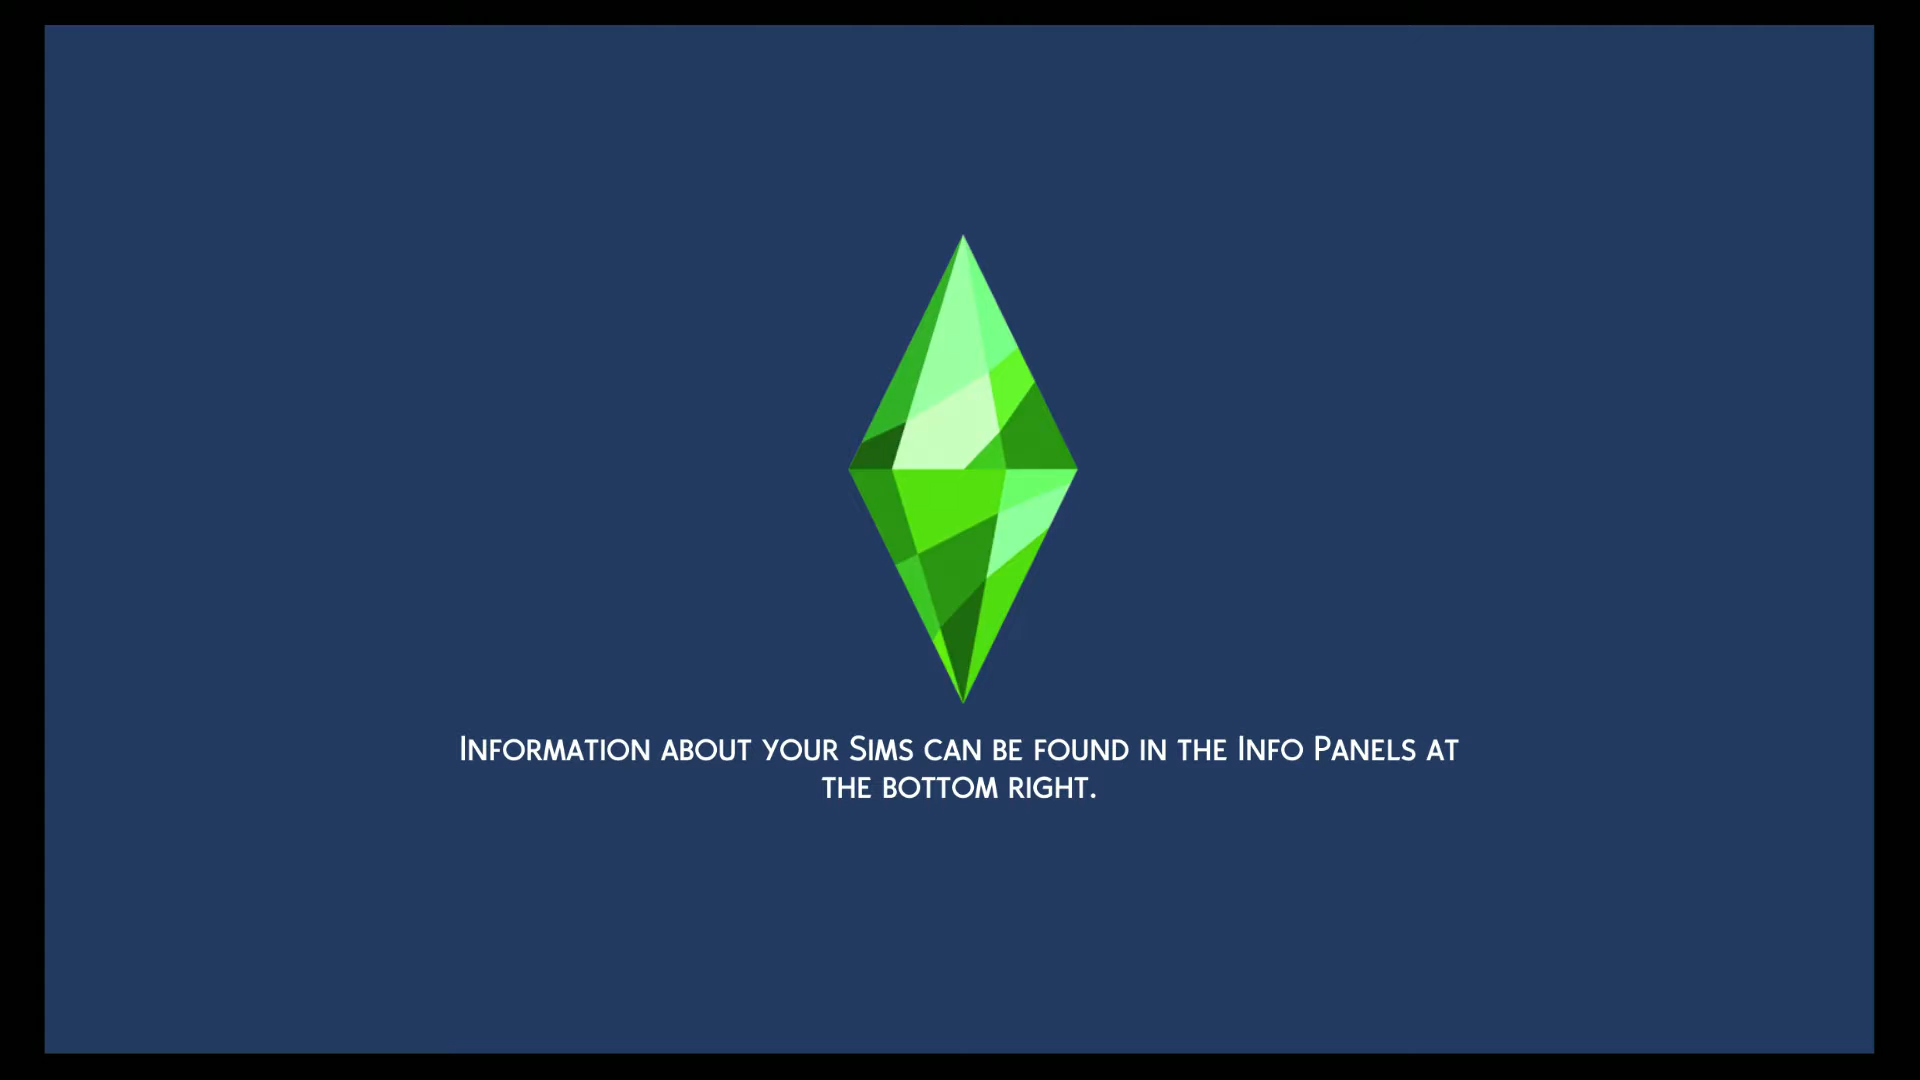 Information about your Sims can be found in the Info Panels at
the bottom right.